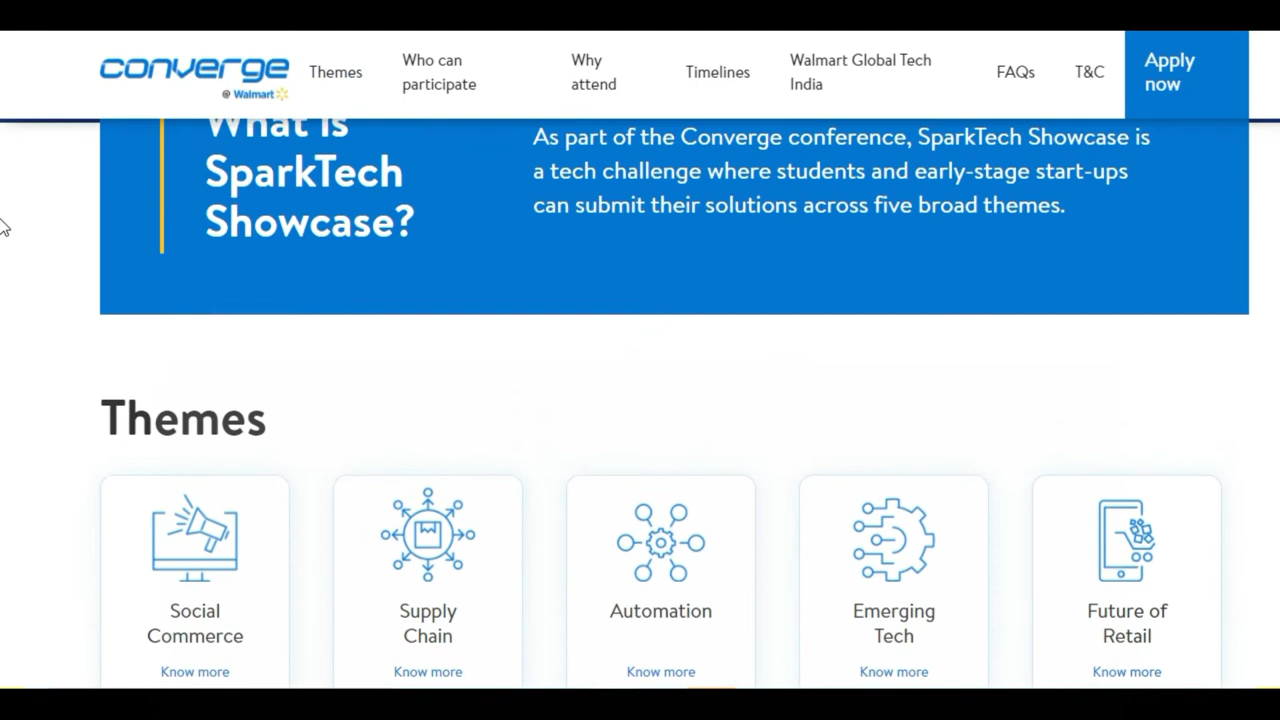 converge
@ Walmart
Themes
Who can
participate
Why
attend
Timelines
Walmart Global Tech
India
FAQs
T&C
Apply
now
What is
SparkTech
Showcase?
As part of the Converge conference, SparkTech Showcase is
a tech challenge where students and early-stage start-ups
can submit their solutions across five broad themes.
Themes
Social
Commerce
Know more
Supply
Chain
Know more
Automation
Know more
Emerging
Tech
Know more
Future of
Retail
Know more